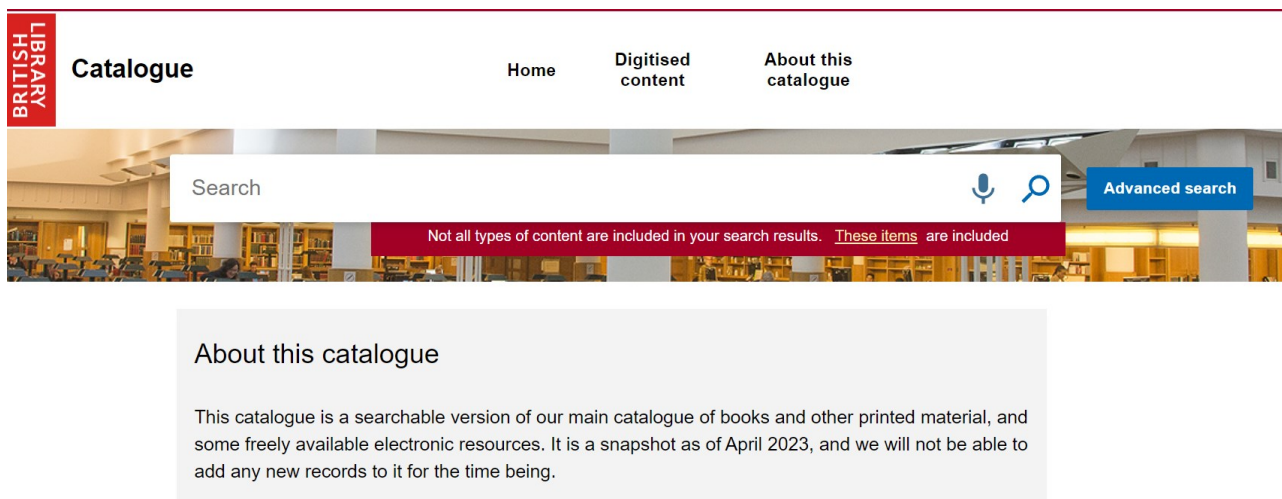 BRITISH
LIBRARY
Catalogue
Home
Digitised
content
About this
catalogue
Search
Advanced search
Not all types of content are included in your search results. These items are included
About this catalogue
This catalogue is a searchable version of our main catalogue of books and other printed material, and
some freely available electronic resources. It is a snapshot as of April 2023, and we will not be able to
add any new records to it for the time being.